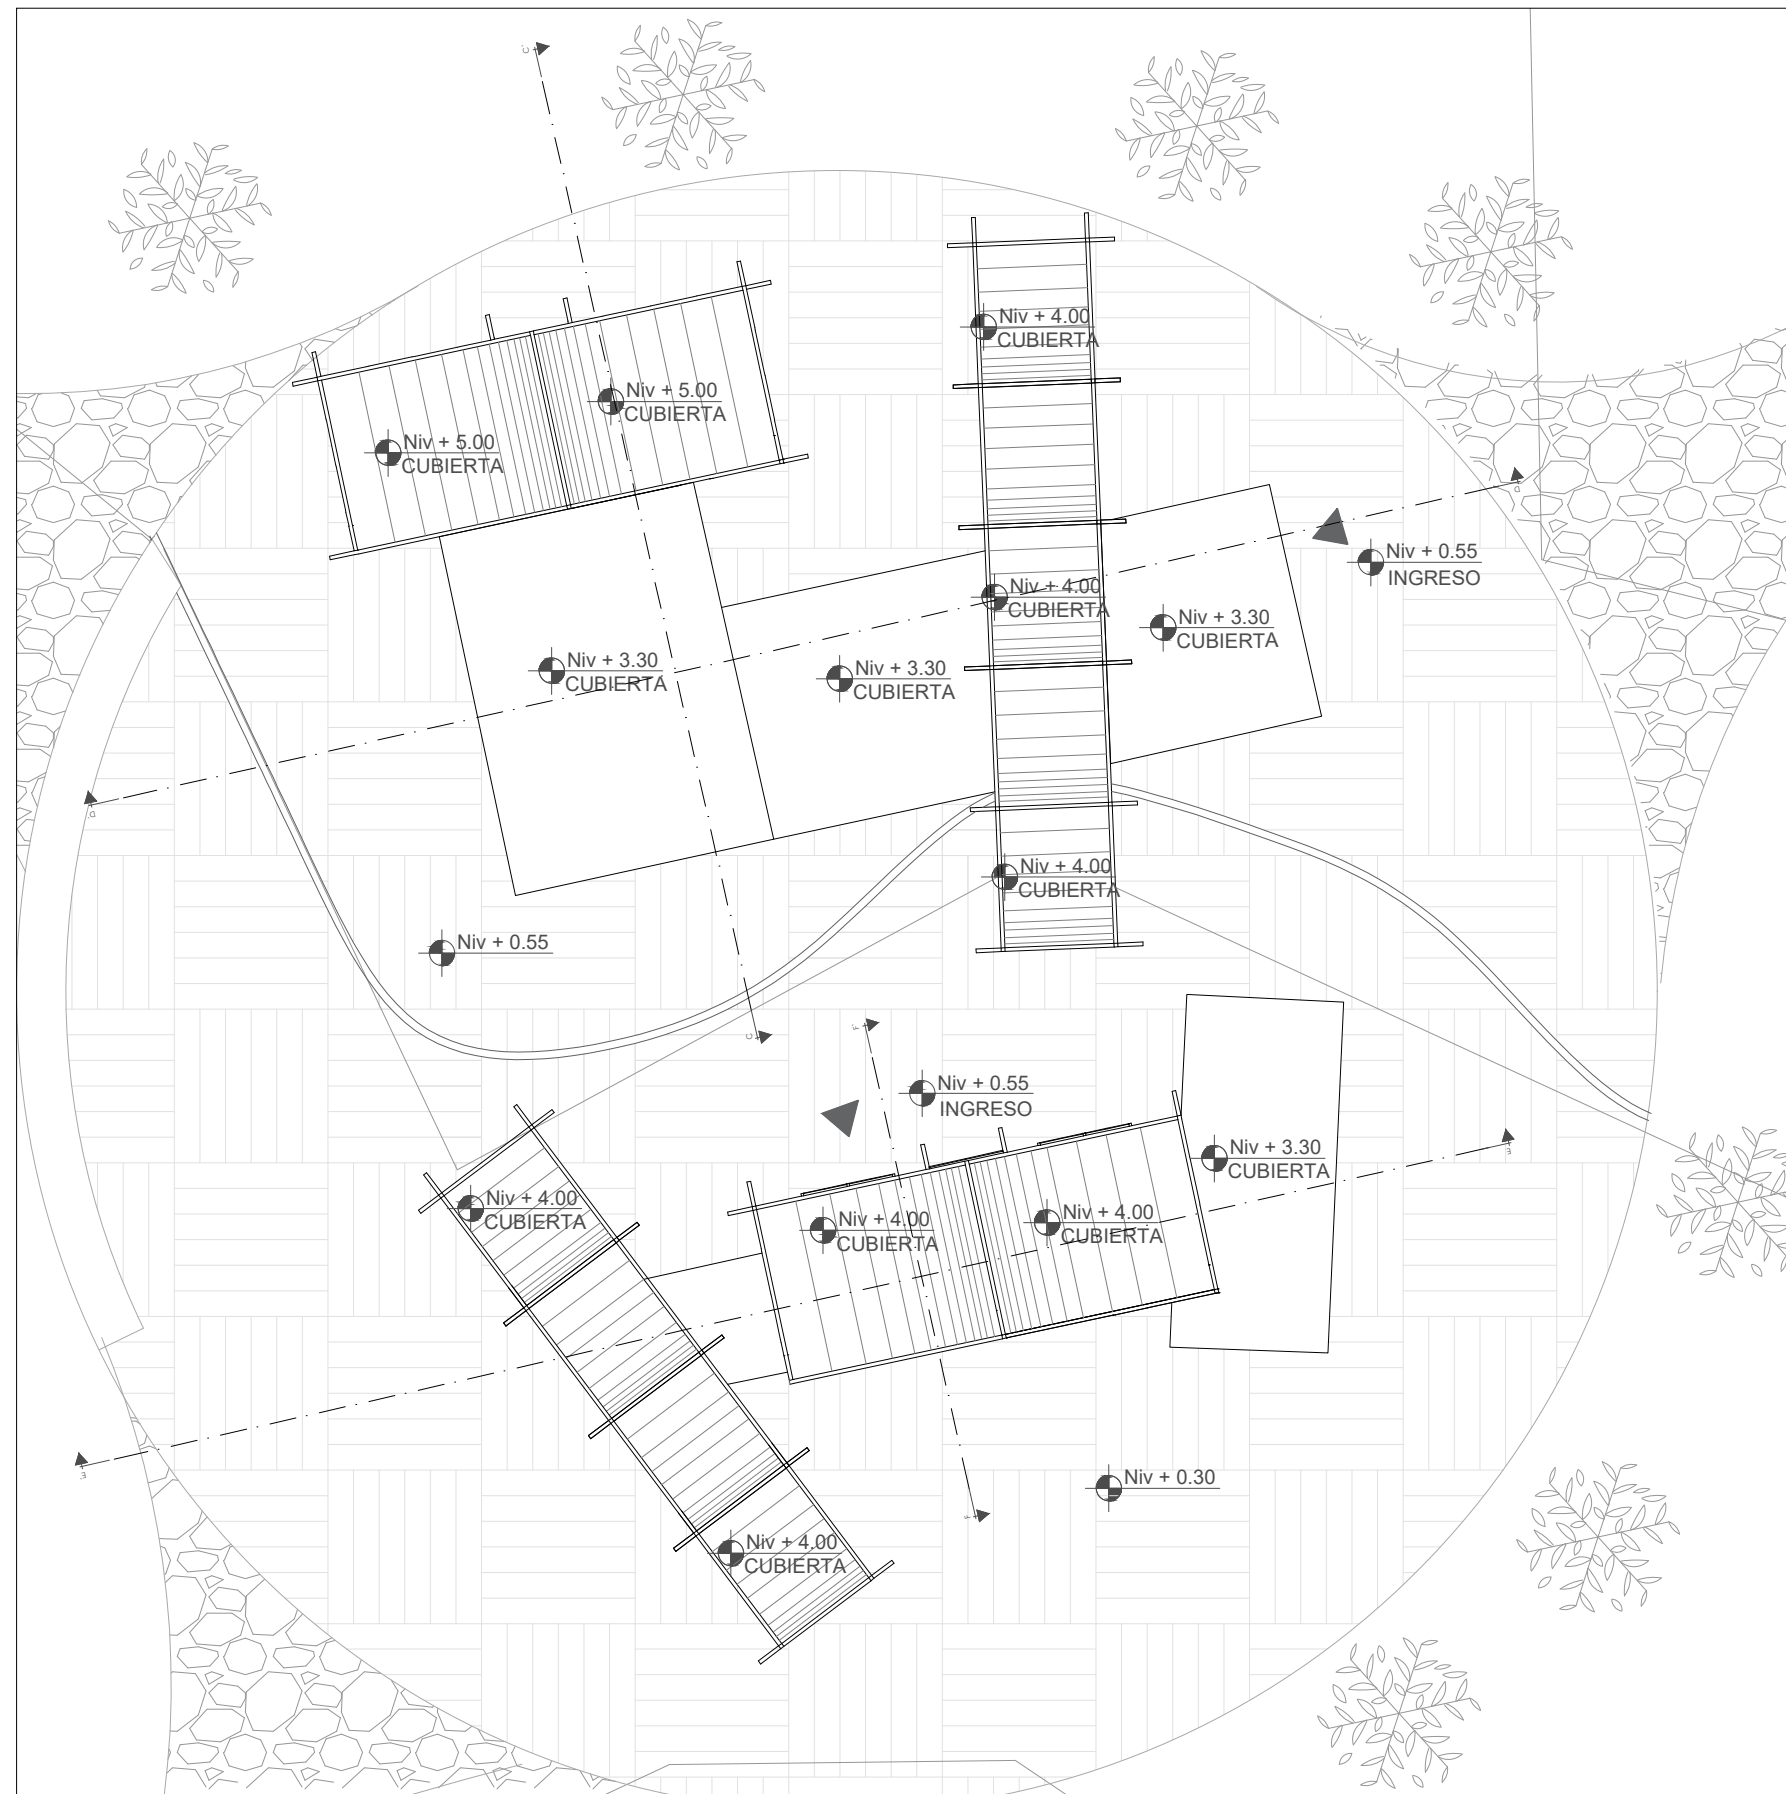 C'
Niv + 4.00
CUBIERTA
Niv + 5.00
CUBIERTA
Niv + 5.00
CUBIERTA
D'
Niv + 0.55
INGRESO
Niv + 4.00
CUBIERTA
Niv + 3.30
CUBIERTA
Niv + 3.30
CUBIERTA
Niv + 3.30
CUBIERTA
D'
Niv + 4.00
CUBIERTA
Niv + 0.55
C'
F'
Niv + 0.55
INGRESO
E'
Niv + 3.30
CUBIERTA
Niv + 4.00
CUBIERTA
Niv + 4.00
CUBIERTA
Niv + 4.00
CUBIERTA
E'
Niv + 0.30
F'
Niv + 4.00
CUBIERTA